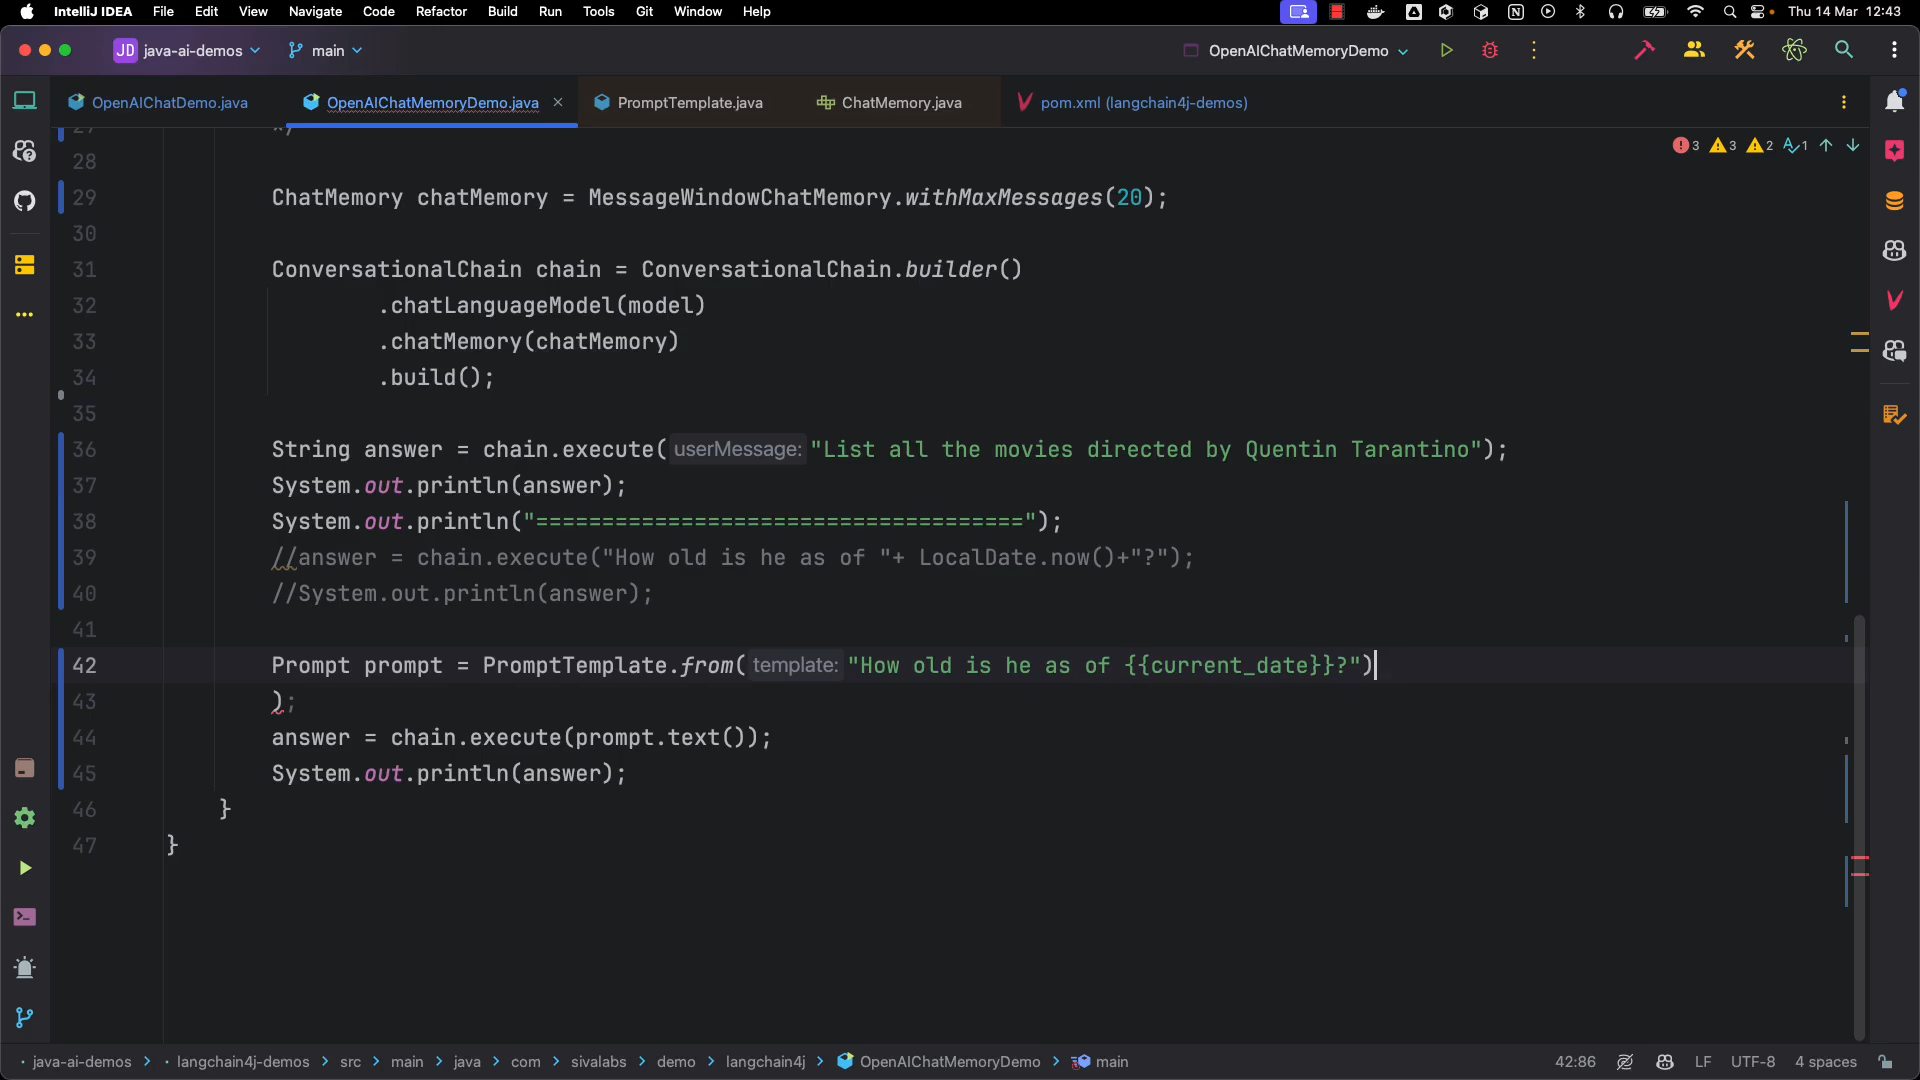 IntelliJ IDEA File Edit View Navigate Code Refactor Build Run Tools Git Window Help Thu 14 Mar 12:43
JD java-ai-demos main OpenAIChatMemoryDemo
OpenAIChatDemo.java OpenAIChatMemoryDemo.java PromptTemplate.java ChatMemory.java pom.xml (langchain4j-demos)
27 */
28 3 3 2 1
29 ChatMemory chatMemory = MessageWindowChatMemory.withMaxMessages(20);
30
31 ConversationalChain chain = ConversationalChain.builder()
32 .chatLanguageModel(model)
33 .chatMemory(chatMemory)
34 .build();
35
36 String answer = chain.execute( userMessage: "List all the movies directed by Quentin Tarantino");
37 System.out.println(answer);
38 System.out.println("=====================================");
39 //answer = chain.execute("How old is he as of "+ LocalDate.now()+"?");
40 //System.out.println(answer);
41
42 Prompt prompt = PromptTemplate.from( template: "How old is he as of {{current_date}}?")
43 );
44 answer = chain.execute(prompt.text());
45 System.out.println(answer);
46 }
47 }
java-ai-demos langchain4j-demos src main java com sivalabs demo langchain4j OpenAIChatMemoryDemo main 42:86 LF UTF-8 4 spaces